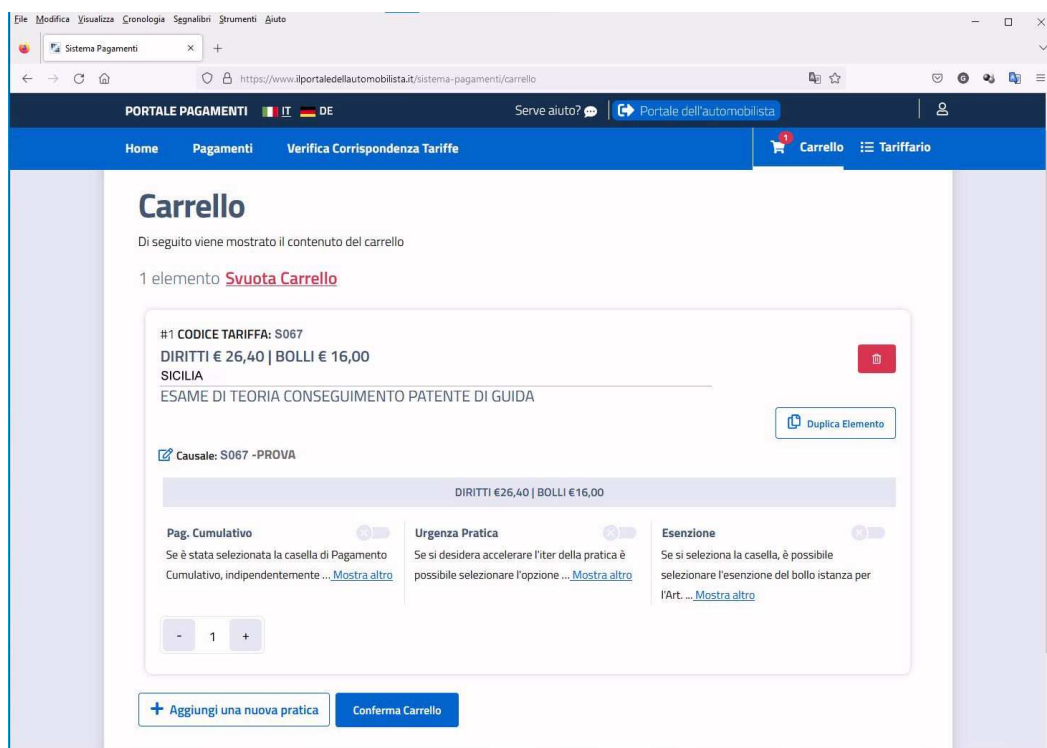 File Modifica Visualizza Cronologia Segnalibri Strumenti Aiuto
Sistema Pagamenti
https://www.ilportaledellautomobilista.it/sistema-pagamenti/carrello
PORTALE PAGAMENTI IT DE Serve aiuto? Portale dell'automobilista
Home Pagamenti Verifica Corrispondenza Tariffe 1 Carrello Tariffario
Carrello
Di seguito viene mostrato il contenuto del carrello
1 elemento Svuota Carrello
#1 CODICE TARIFFA: S067
DIRITTI € 26,40 | BOLLI € 16,00
SICILIA
ESAME DI TEORIA CONSEGUIMENTO PATENTE DI GUIDA
Duplica Elemento
Causale: S067 -PROVA
DIRITTI €26,40 | BOLLI €16,00
Pag. Cumulativo
Se è stata selezionata la casella di Pagamento
Cumulativo, indipendentemente ... Mostra altro
Urgenza Pratica
Se si desidera accelerare l'iter della pratica è
possibile selezionare l'opzione ... Mostra altro
Esenzione
Se si seleziona la casella, è possibile
selezionare l'esenzione del bollo istanza per
l'Art. ... Mostra altro
- 1 +
+ Aggiungi una nuova pratica Conferma Carrello